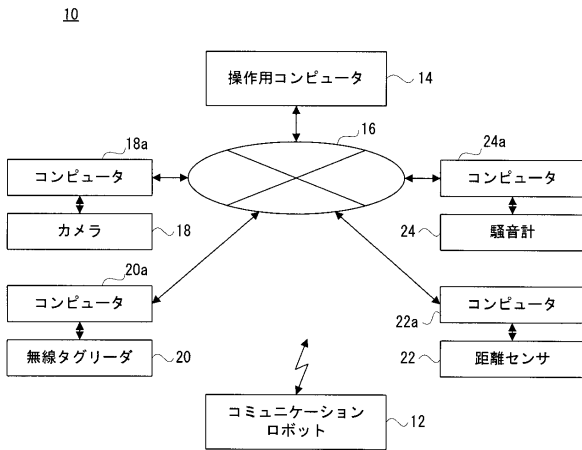 10
操作用コンピュータ
14
16
18a
コンピュータ
カメラ
18
24a
コンピュータ
24
騒音計
20a
コンピュータ
無線タグリーダ
20
コンピュータ
22a
22
距離センサ
コミュニケーション
ロボット
12